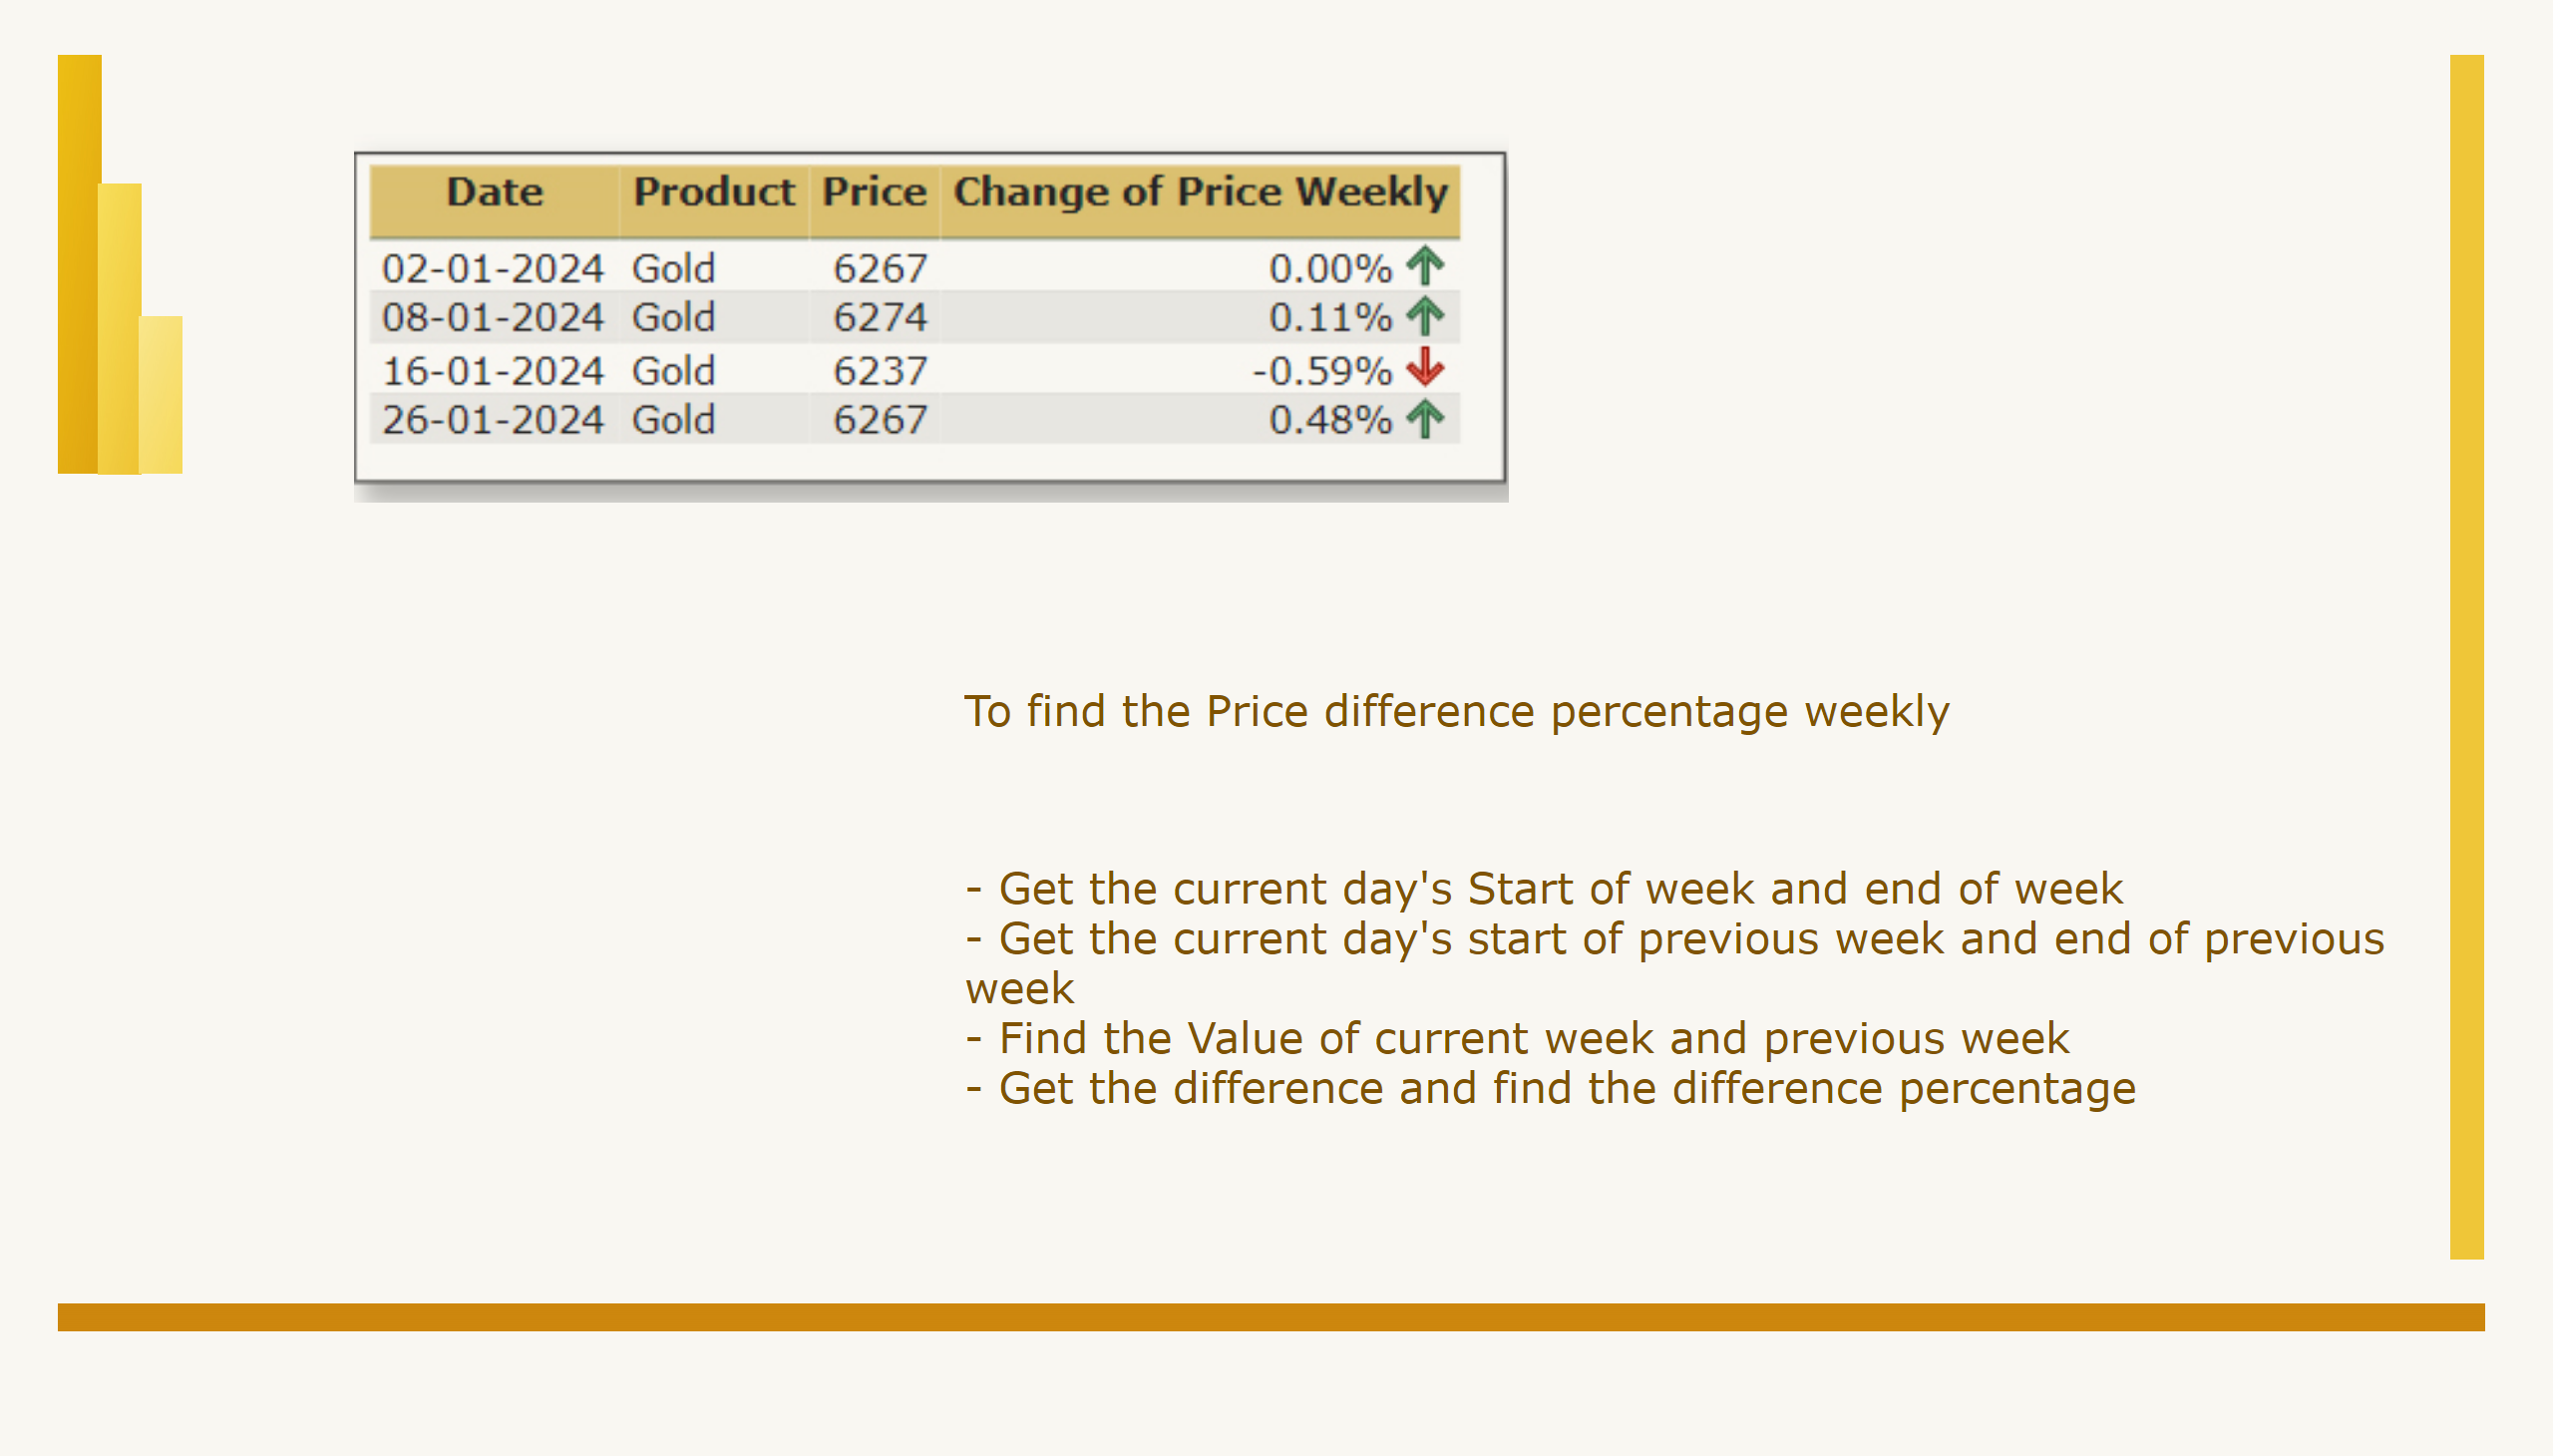 Date Product Price Change of Price Weekly
02-01-2024 Gold 6267 0.00%
08-01-2024 Gold 6274 0.11%
16-01-2024 Gold 6237 -0.59%
26-01-2024 Gold 6267 0.48%
To find the Price difference percentage weekly
- Get the current day's Start of week and end of week
- Get the current day's start of previous week and end of previous
week
- Find the Value of current week and previous week
- Get the difference and find the difference percentage